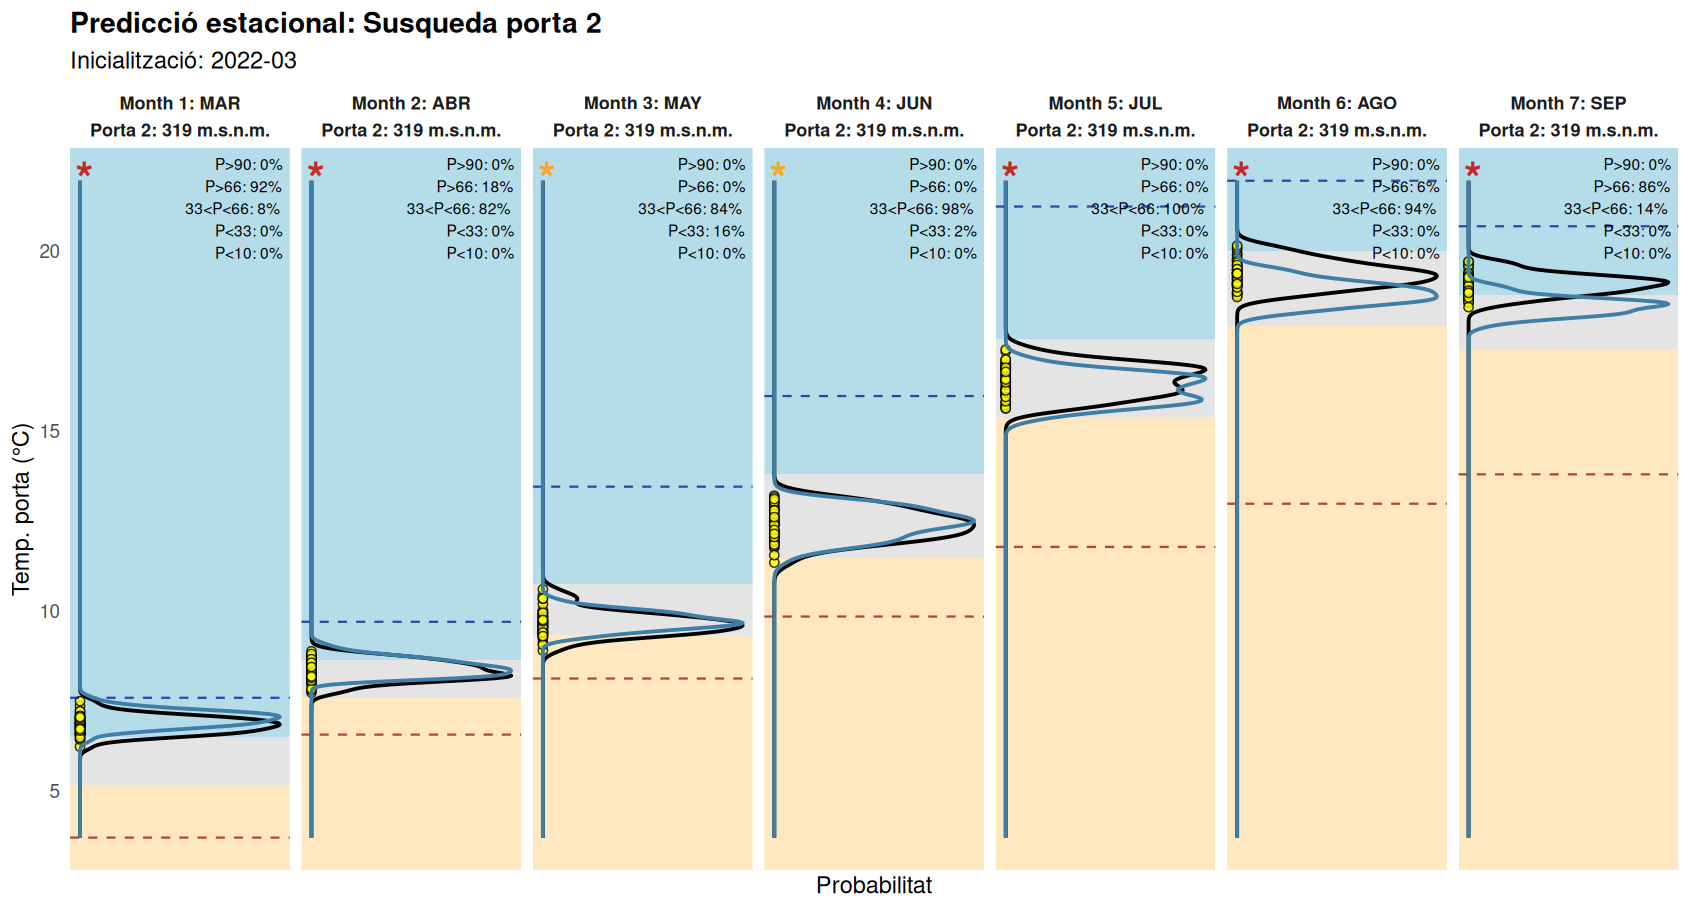 Predicció estacional: Susqueda porta 2
Inicialització: 2022-03
Month 1: MAR
Porta 2: 319 m.s.n.m.
Month 2: ABR
Porta 2: 319 m.s.n.m.
Month 3: MAY
Porta 2: 319 m.s.n.m.
Month 4: JUN
Porta 2: 319 m.s.n.m.
Month 5: JUL
Porta 2: 319 m.s.n.m.
Month 6: AGO
Porta 2: 319 m.s.n.m.
Month 7: SEP
Porta 2: 319 m.s.n.m.
*
P>90: 0%
P>66: 92%
33<P<66: 8%
P<33: 0%
P<10: 0%
*
P>90: 0%
P>66: 18%
33<P<66: 82%
P<33: 0%
P<10: 0%
*
P>90: 0%
P>66: 0%
33<P<66: 84%
P<33: 16%
P<10: 0%
*
P>90: 0%
P>66: 0%
33<P<66: 98%
P<33: 2%
P<10: 0%
*
P>90: 0%
P>66: 0%
33<P<66: 100%
P<33: 0%
P<10: 0%
*
P>90: 0%
P>66: 6%
33<P<66: 94%
P<33: 0%
P<10: 0%
*
P>90: 0%
P>66: 86%
33<P<66: 14%
P<33: 0%
P<10: 0%
Temp. porta (°C)
20
15
10
5
Probabilitat